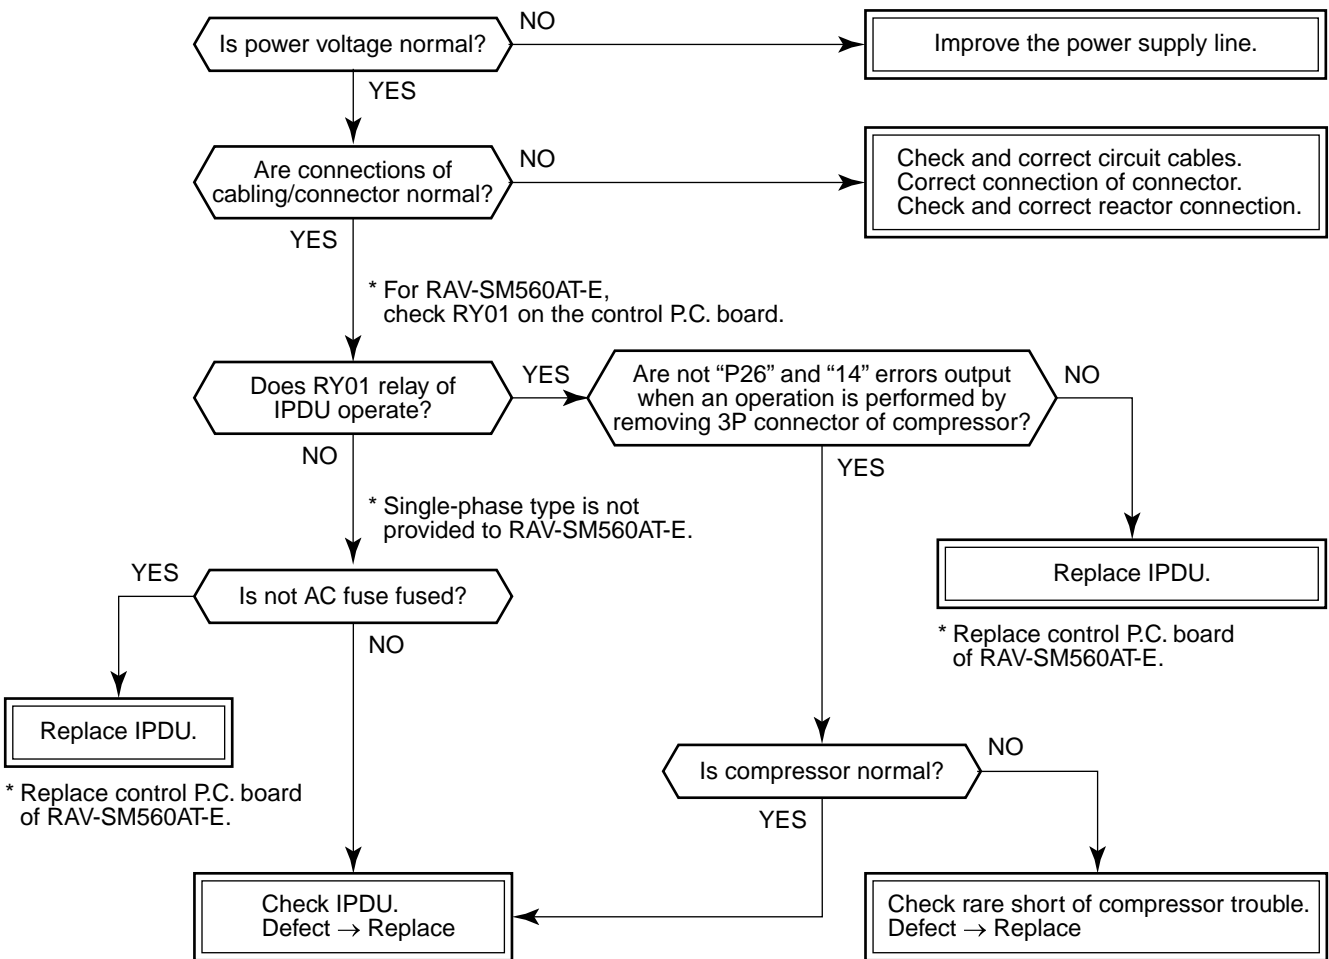 Is power voltage normal?
NO
Improve the power supply line.
YES
Are connections of
cabling/connector normal?
NO
Check and correct circuit cables.
Correct connection of connector.
Check and correct reactor connection.
YES
* For RAV-SM560AT-E,
check RY01 on the control P.C. board.
Does RY01 relay of
IPDU operate?
YES
Are not “P26” and “14” errors output
when an operation is performed by
removing 3P connector of compressor?
NO
NO
YES
* Single-phase type is not
provided to RAV-SM560AT-E.
YES
Is not AC fuse fused?
Replace IPDU.
NO
* Replace control P.C. board
of RAV-SM560AT-E.
Replace IPDU.
Is compressor normal?
NO
* Replace control P.C. board
of RAV-SM560AT-E.
YES
Check IPDU.
Defect → Replace
Check rare short of compressor trouble.
Defect → Replace